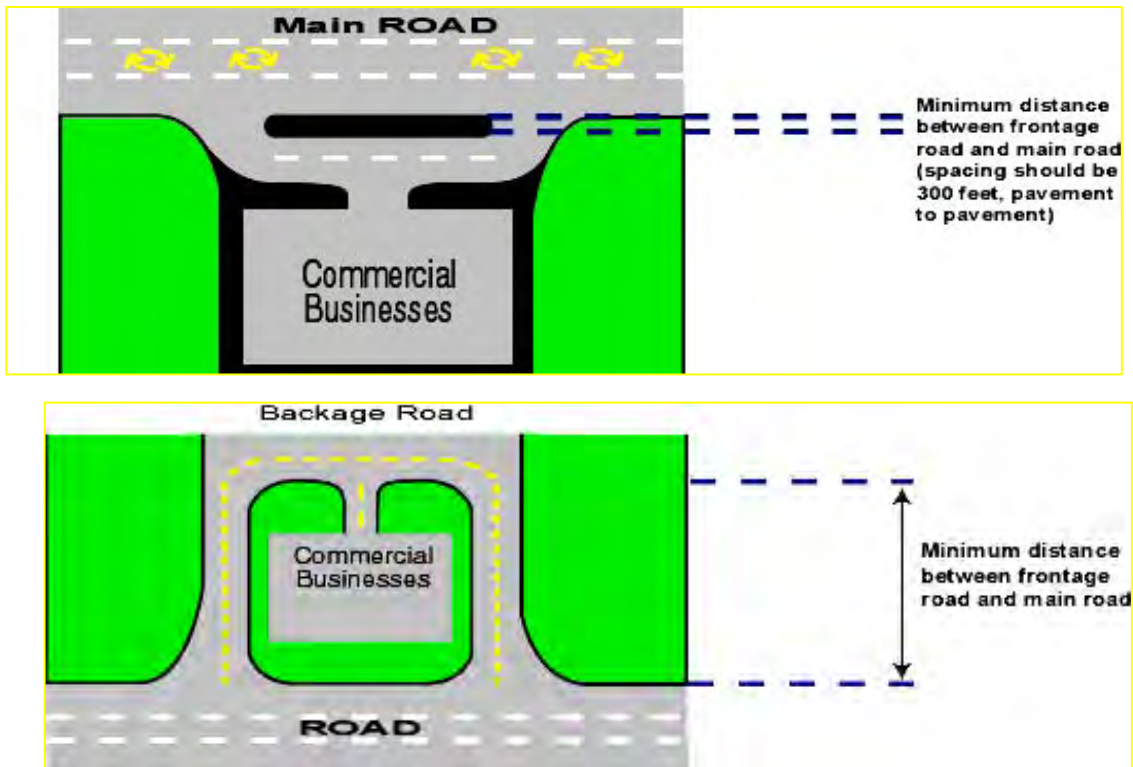 Main ROAD
Minimum distance
between frontage
road and main road
(spacing should be
300 feet, pavement
to pavement)
Commercial
Businesses
Backage Road
Commercial
Businesses
Minimum distance
between frontage
road and main road
ROAD